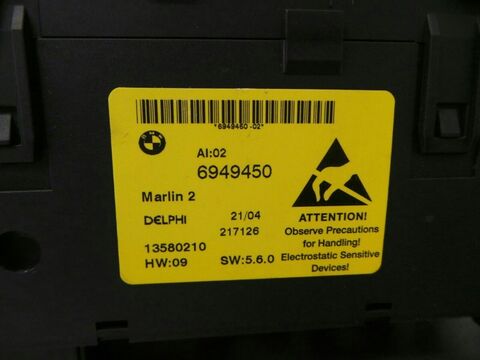 *6949450-02*
AI:02
6949450
Marlin 2
DELPHI 21/04
217126
13580210
HW:09 SW:5.6.0
ATTENTION!
Observe Precautions
for Handling!
Electrostatic Sensitive
Devices!